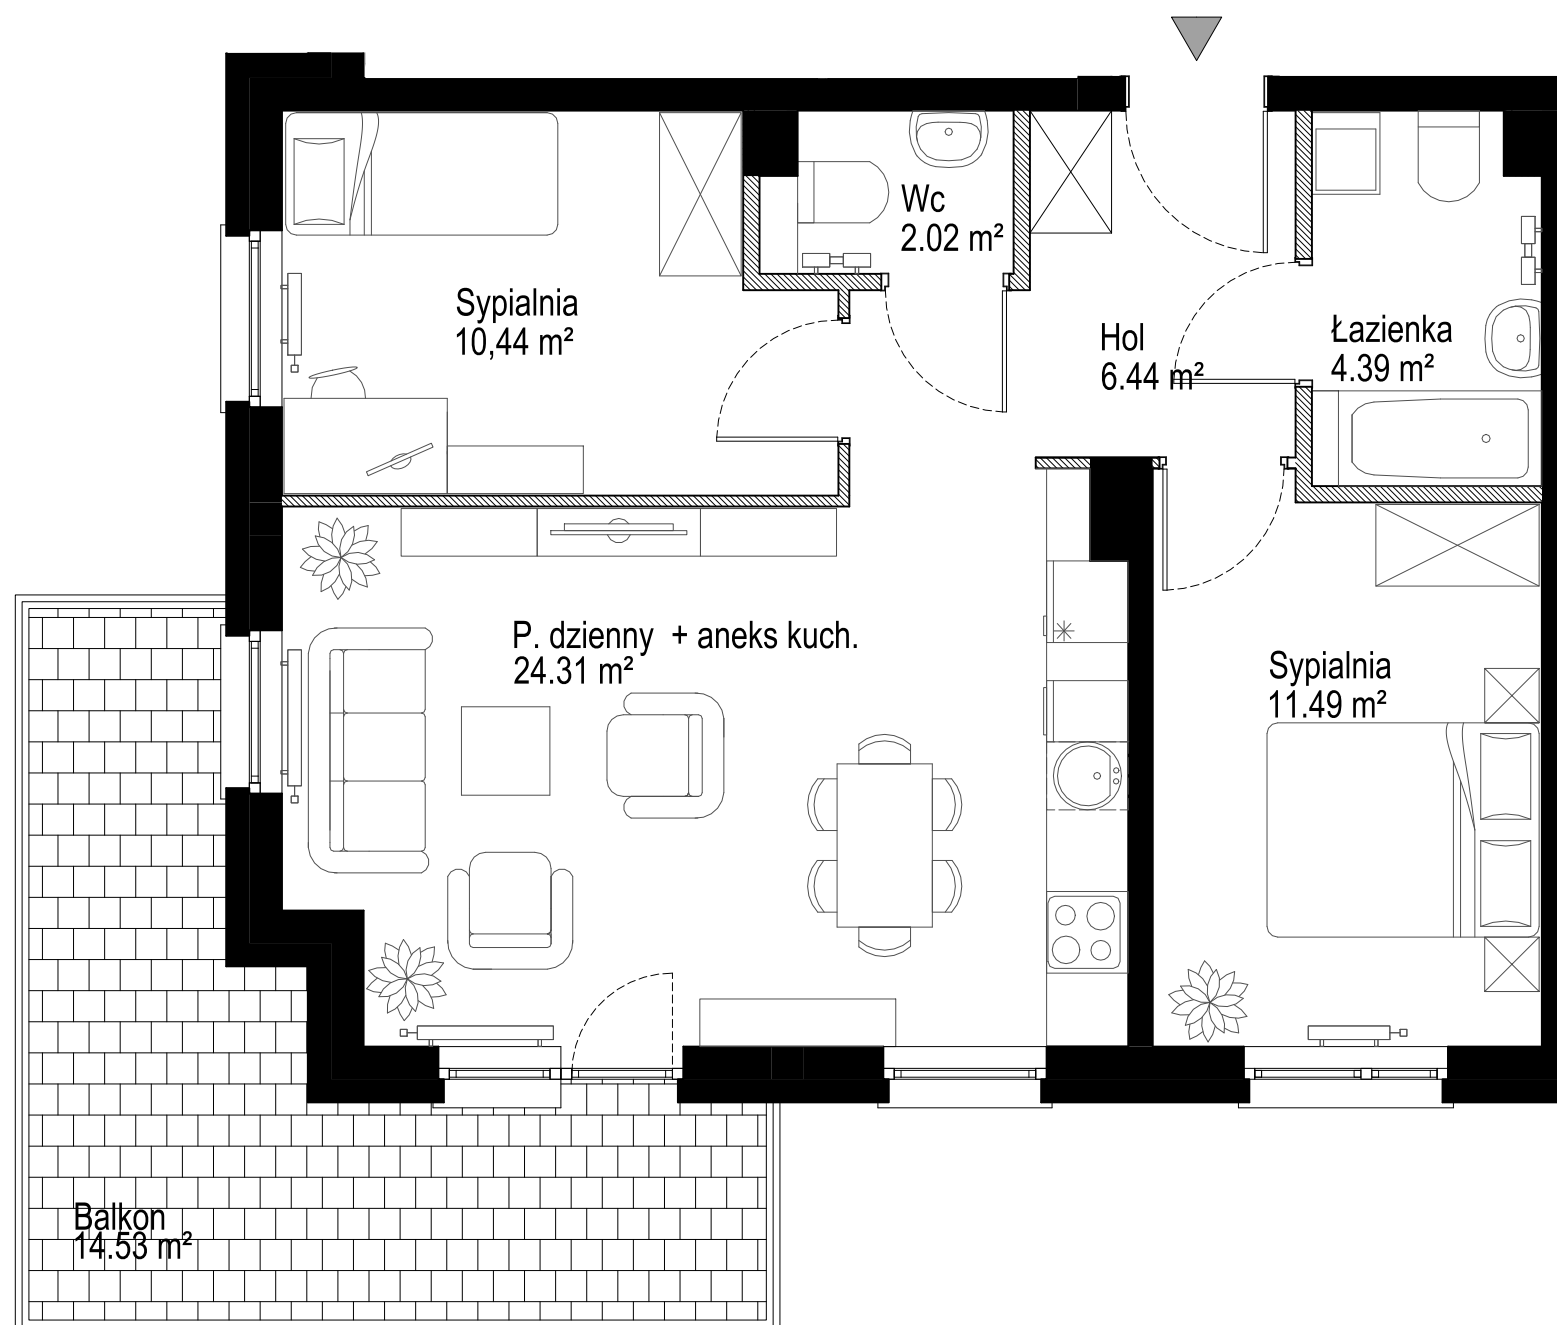 Wc
2.02 m²
Sypialnia
10,44 m²
Hol
6.44 m²
Łazienka
4.39 m²
P. dzienny + aneks kuch.
24.31 m²
Sypialnia
11.49 m²
Balkon
14.53 m²